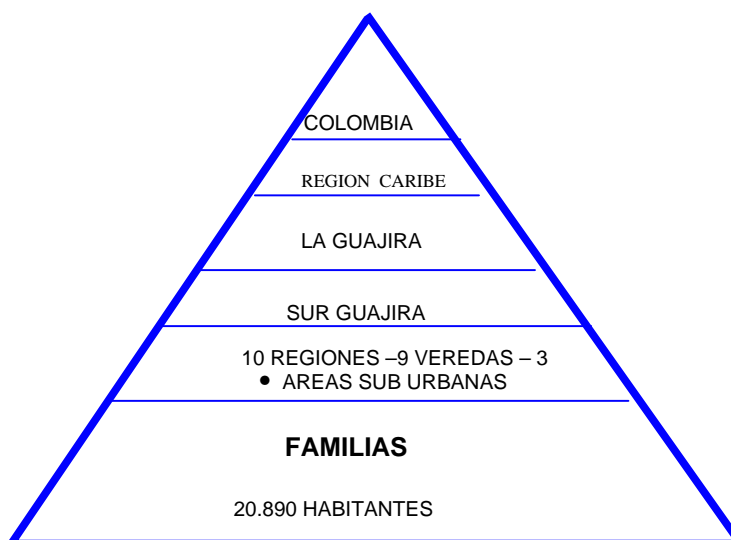 COLOMBIA
REGION CARIBE
LA GUAJIRA
SUR GUAJIRA
10 REGIONES –9 VEREDAS – 3
• AREAS SUB URBANAS
FAMILIAS
20.890 HABITANTES